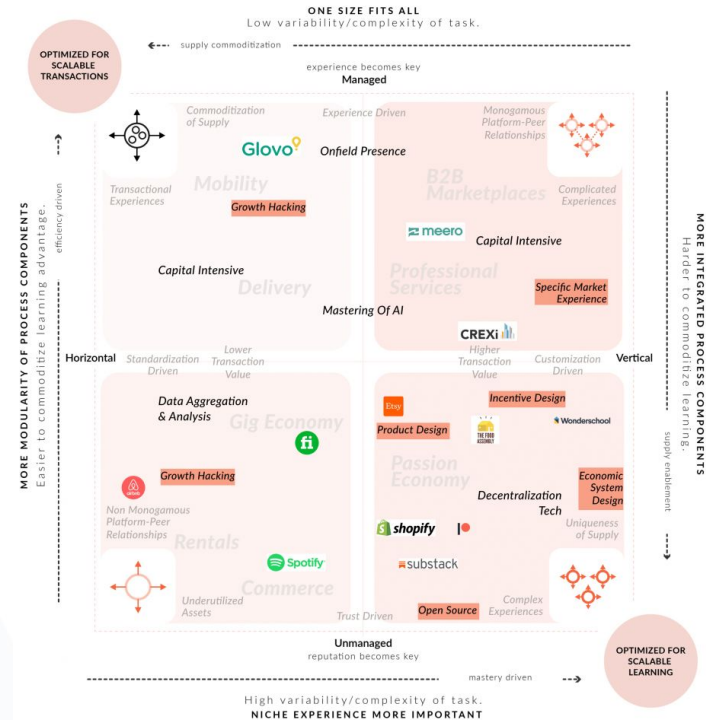 ONE SIZE FITS ALL
Low variability/complexity of task.
OPTIMIZED FOR
SCALABLE
TRANSACTIONS
supply commoditization
experience becomes key
Managed
Commoditization
of Supply
Experience Driven
Monogamous
Platform-Peer
Relationships
Glovo
Onfield Presence
Transactional
Experiences
Mobility
B2B
Marketplaces
Complicated
Experiences
Growth Hacking
meero
Capital Intensive
Capital Intensive
Professional
Services
Delivery
Specific Market
Experience
Mastering Of AI
CREXi
MORE MODULARITY OF PROCESS COMPONENTS
Easier to commoditize learning advantage.
efficiency driven
MORE INTEGRATED PROCESS COMPONENTS
Harder to commoditize learning.
supply enablement
Horizontal
Standardization
Driven
Lower
Transaction
Value
Higher
Transaction
Value
Customization
Driven
Vertical
Data Aggregation
& Analysis
Gig Economy
fi
Etsy
Incentive Design
Product Design
THE FOOD
ASSEMBLY
Wonderschool
Growth Hacking
airbnb
Passion
Economy
Economic
System
Design
Decentralization
Tech
Non Monogamous
Platform-Peer
Relationships
Rentals
shopify
Uniqueness
of Supply
Spotify
substack
Commerce
Underutilized
Assets
Trust Driven
Open Source
Complex
Experiences
Unmanaged
reputation becomes key
mastery driven
OPTIMIZED FOR
SCALABLE
LEARNING
High variability/complexity of task.
NICHE EXPERIENCE MORE IMPORTANT